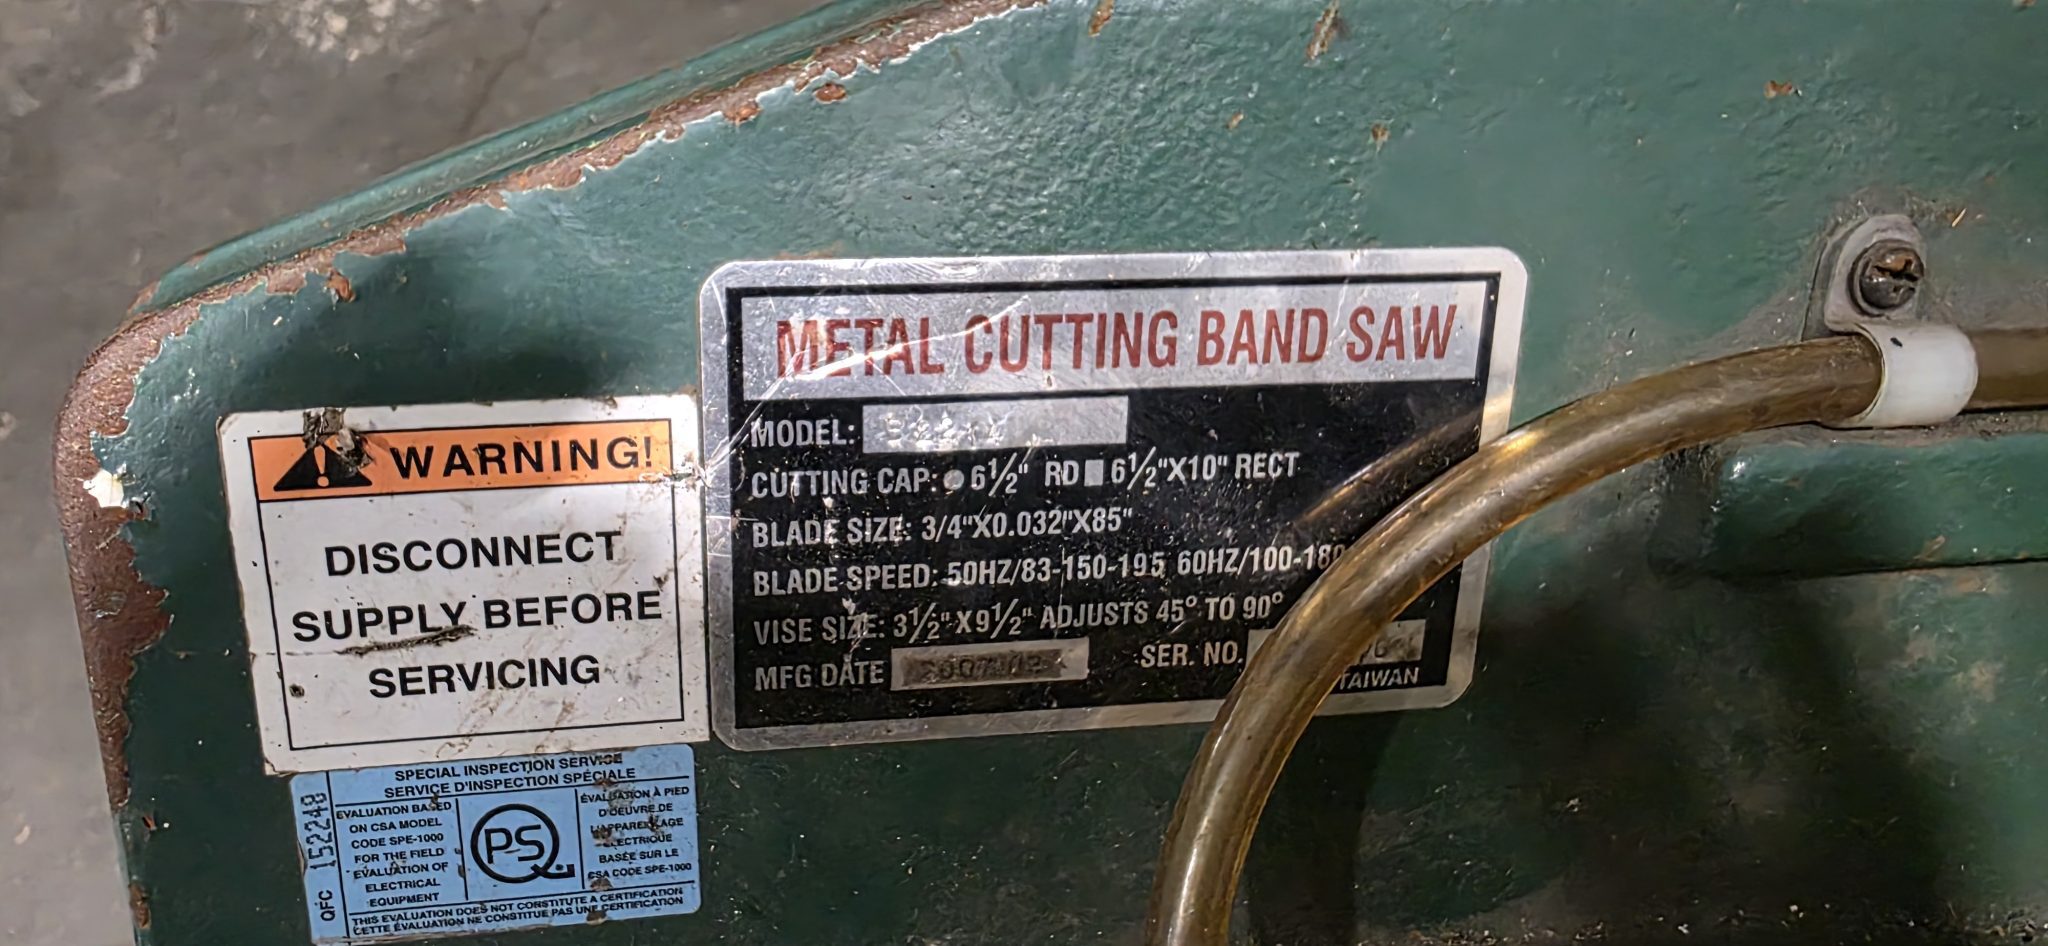 METAL CUTTING BAND SAW
MODEL:
CUTTING CAP: 6½" RD 6½"X10" RECT
BLADE SIZE: 3/4"X0.032"X85"
BLADE SPEED: 50HZ/83-150-195 60HZ/100-180
VISE SIZE: 3½"X9½" ADJUSTS 45° TO 90°
MFG DATE
SER. NO.
TAIWAN
WARNING!
DISCONNECT
SUPPLY BEFORE
SERVICING
SPECIAL INSPECTION SERVICE
SERVICE D'INSPECTION SPÉCIALE
QFC 152248
EVALUATION BASED
ON CSA MODEL
CODE SPE-1000
FOR THE FIELD
EVALUATION OF
ELECTRICAL
EQUIPMENT
PS
ÉVALUATION À PIED
D'OEUVRE DE
L'APPAREILLAGE
ÉLECTRIQUE
BASÉE SUR LE
CSA CODE SPE-1000
THIS EVALUATION DOES NOT CONSTITUTE A CERTIFICATION
CETTE ÉVALUATION NE CONSTITUE PAS UNE CERTIFICATION